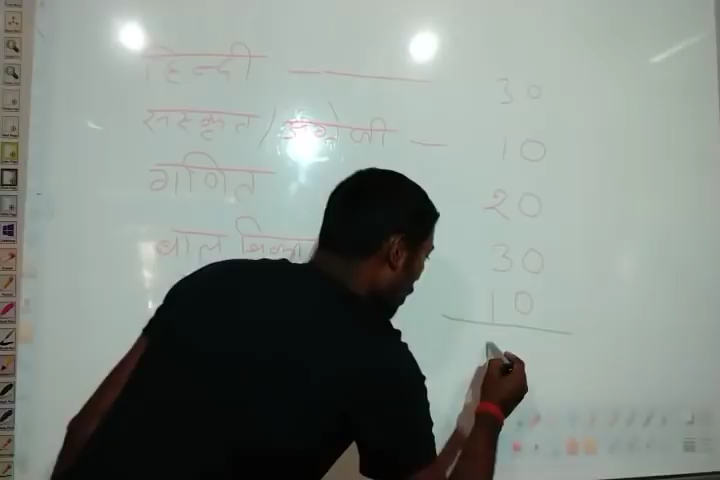 हिन्दी — 30
संस्कृत / अंग्रेजी — 10
गणित 20
बाल विका 30
10